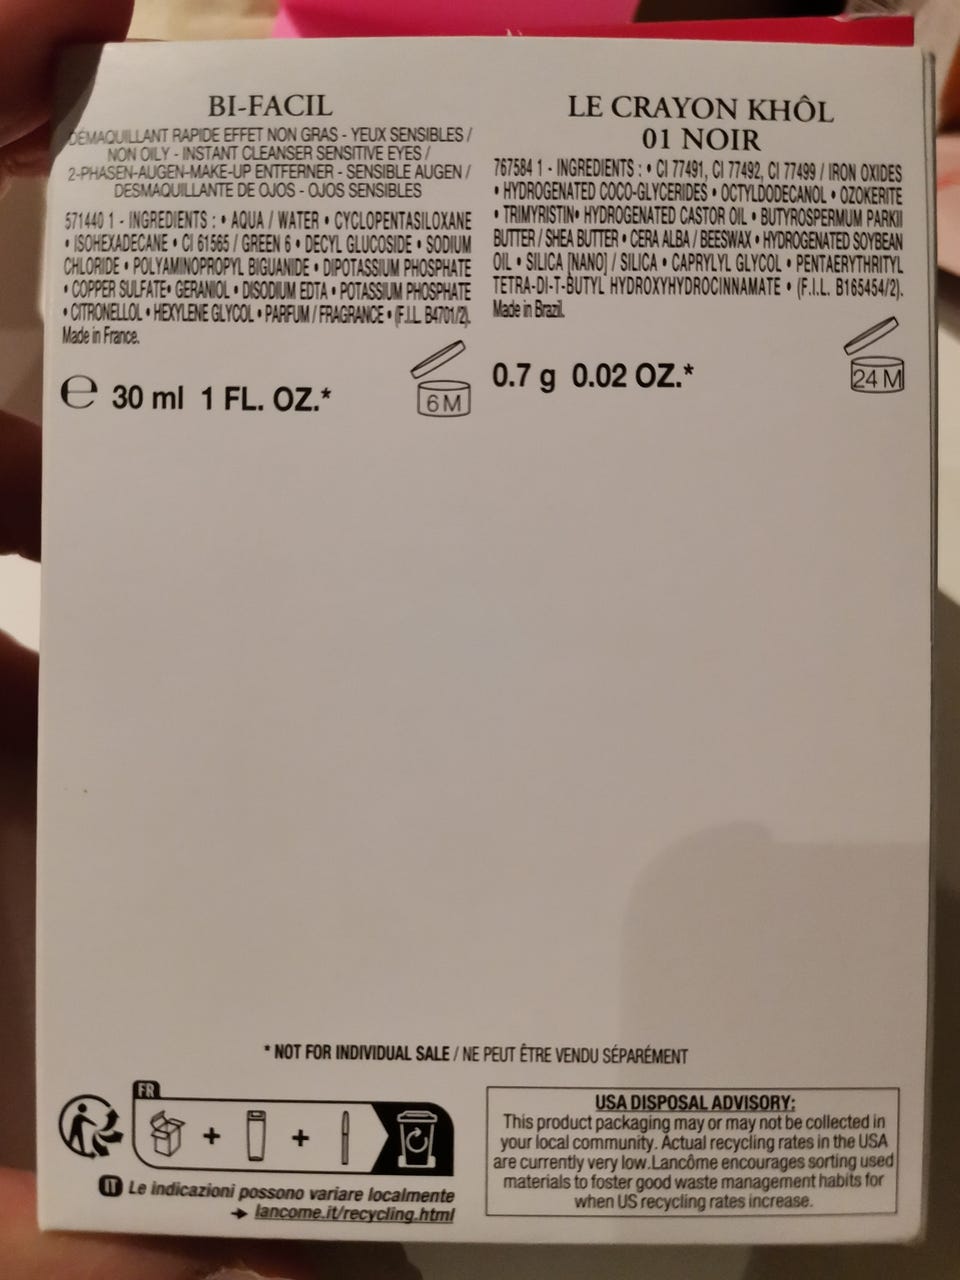 BI-FACIL
DÉMAQUILLANT RAPIDE EFFET NON GRAS - YEUX SENSIBLES /
NON OILY - INSTANT CLEANSER SENSITIVE EYES /
2-PHASEN-AUGEN-MAKE-UP ENTFERNER - SENSIBLE AUGEN /
DESMAQUILLANTE DE OJOS - OJOS SENSIBLES
571440 1 - INGREDIENTS : • AQUA / WATER • CYCLOPENTASILOXANE
• ISOHEXADECANE • CI 61565 / GREEN 6 • DECYL GLUCOSIDE • SODIUM
CHLORIDE • POLYAMINOPROPYL BIGUANIDE • DIPOTASSIUM PHOSPHATE
• COPPER SULFATE• GERANIOL • DISODIUM EDTA • POTASSIUM PHOSPHATE
• CITRONELLOL • HEXYLENE GLYCOL • PARFUM / FRAGRANCE • (F.I.L. B4701/2).
Made in France.
℮ 30 ml 1 FL. OZ.*
6 M
LE CRAYON KHÔL
01 NOIR
767584 1 - INGREDIENTS : • CI 77491, CI 77492, CI 77499 / IRON OXIDES
• HYDROGENATED COCO-GLYCERIDES • OCTYLDODECANOL • OZOKERITE
• TRIMYRISTIN• HYDROGENATED CASTOR OIL • BUTYROSPERMUM PARKII
BUTTER / SHEA BUTTER • CERA ALBA / BEESWAX • HYDROGENATED SOYBEAN
OIL • SILICA [NANO] / SILICA • CAPRYLYL GLYCOL • PENTAERYTHRITYL
TETRA-DI-T-BUTYL HYDROXYHYDROCINNAMATE • (F.I.L. B165454/2).
Made in Brazil.
0.7 g 0.02 OZ.*
24 M
* NOT FOR INDIVIDUAL SALE / NE PEUT ÊTRE VENDU SÉPARÉMENT
FR
+ +
IT Le indicazioni possono variare localmente
➔ lancome.it/recycling.html
USA DISPOSAL ADVISORY:
This product packaging may or may not be collected in
your local community. Actual recycling rates in the USA
are currently very low.Lancôme encourages sorting used
materials to foster good waste management habits for
when US recycling rates increase.